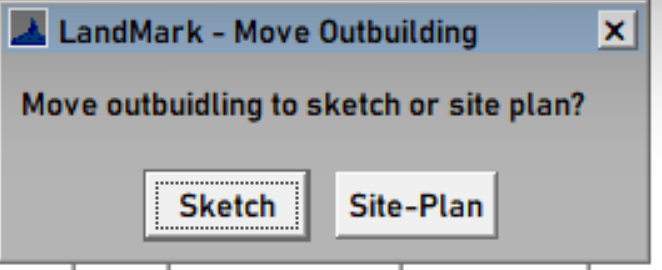 LandMark - Move Outbuilding
Move outbuidling to sketch or site plan?
Sketch Site-Plan